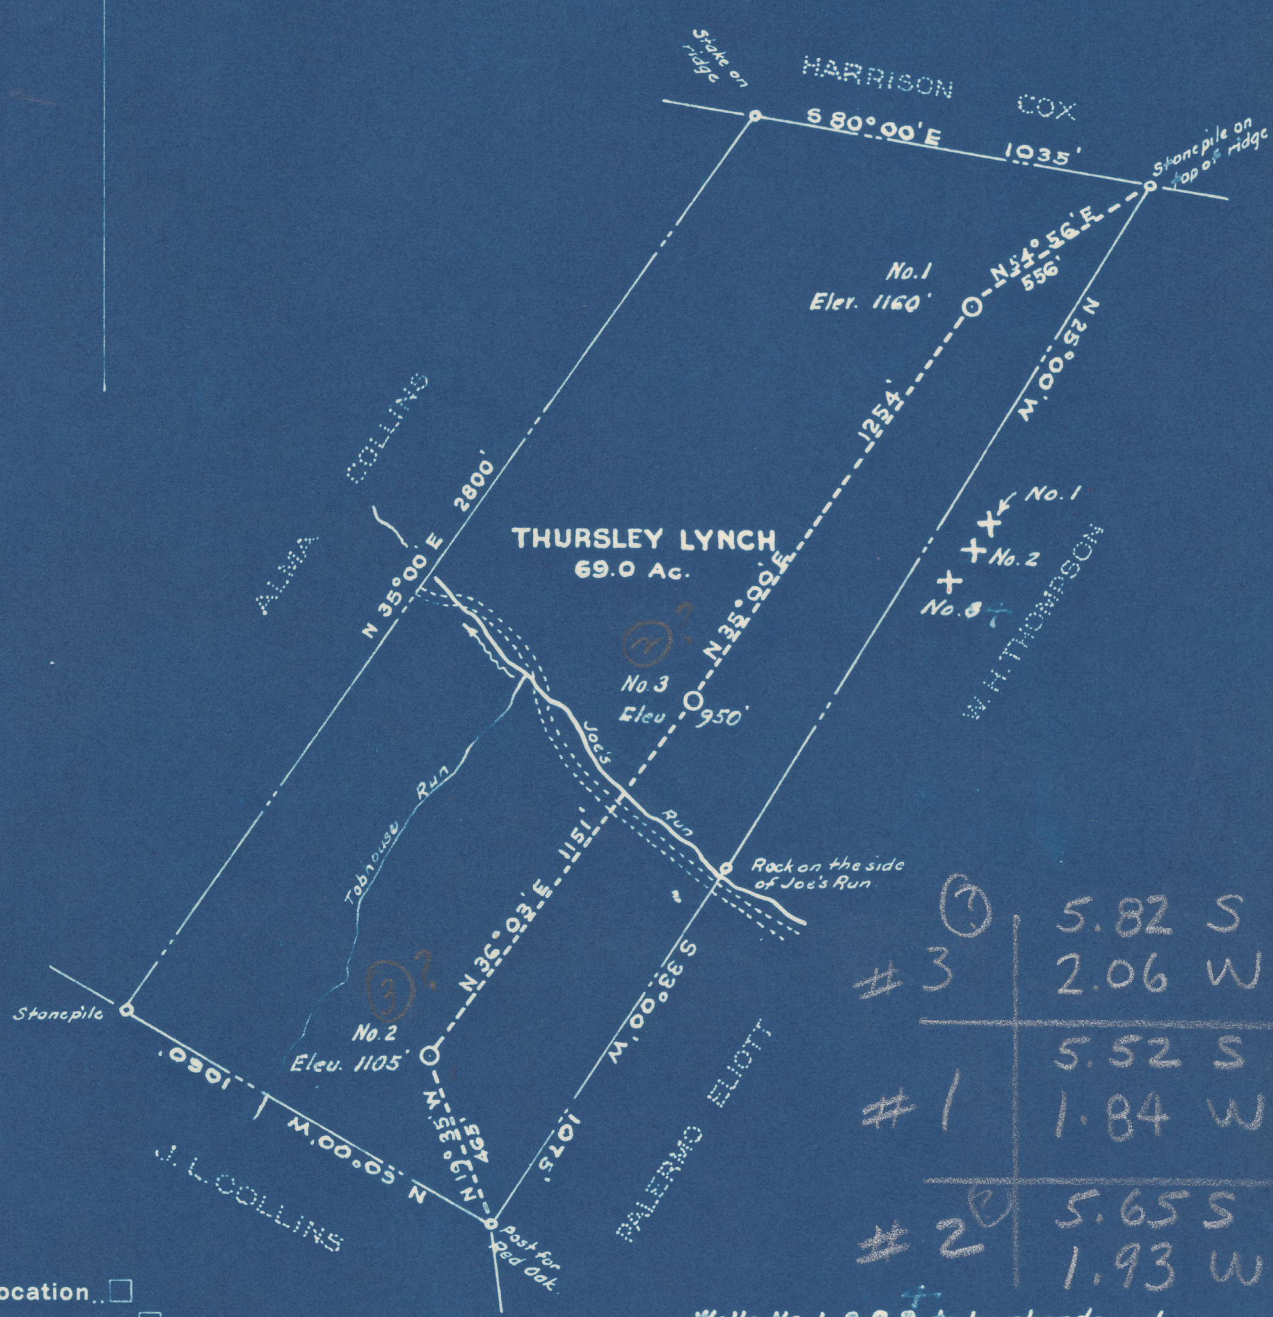 Stake on
ridge
HARRISON COX
S 80°00'E 1035'
Stonepile on
top of ridge
N 54°56'E
556'
No. 1
Elev. 1160'
N 25°00'W
1254'
ALMA COLLINS
2800'
N 35°00'E
THURSLEY LYNCH
69.0 Ac.
No. 1
No. 2
No. 3
W. H. THOMPSON
N 35°00'E
2 ?
No. 3
Elev 950'
Joe's Run
Run
1151'
N 36°03'E
Rock on the side
of Joe's Run
S 33°00'W
1075'
3 ?
Stonepile
No. 2
Elev. 1105'
1060'
N 60°00'W
N 19°35'W
465'
J. L. COLLINS
PALERMO ELIOTT
Post for
Red Oak
?
#3 5.82 S
2.06 W
#1 5.52 S
1.84 W
#2 ? 5.65 S
1.93 W
ocation..